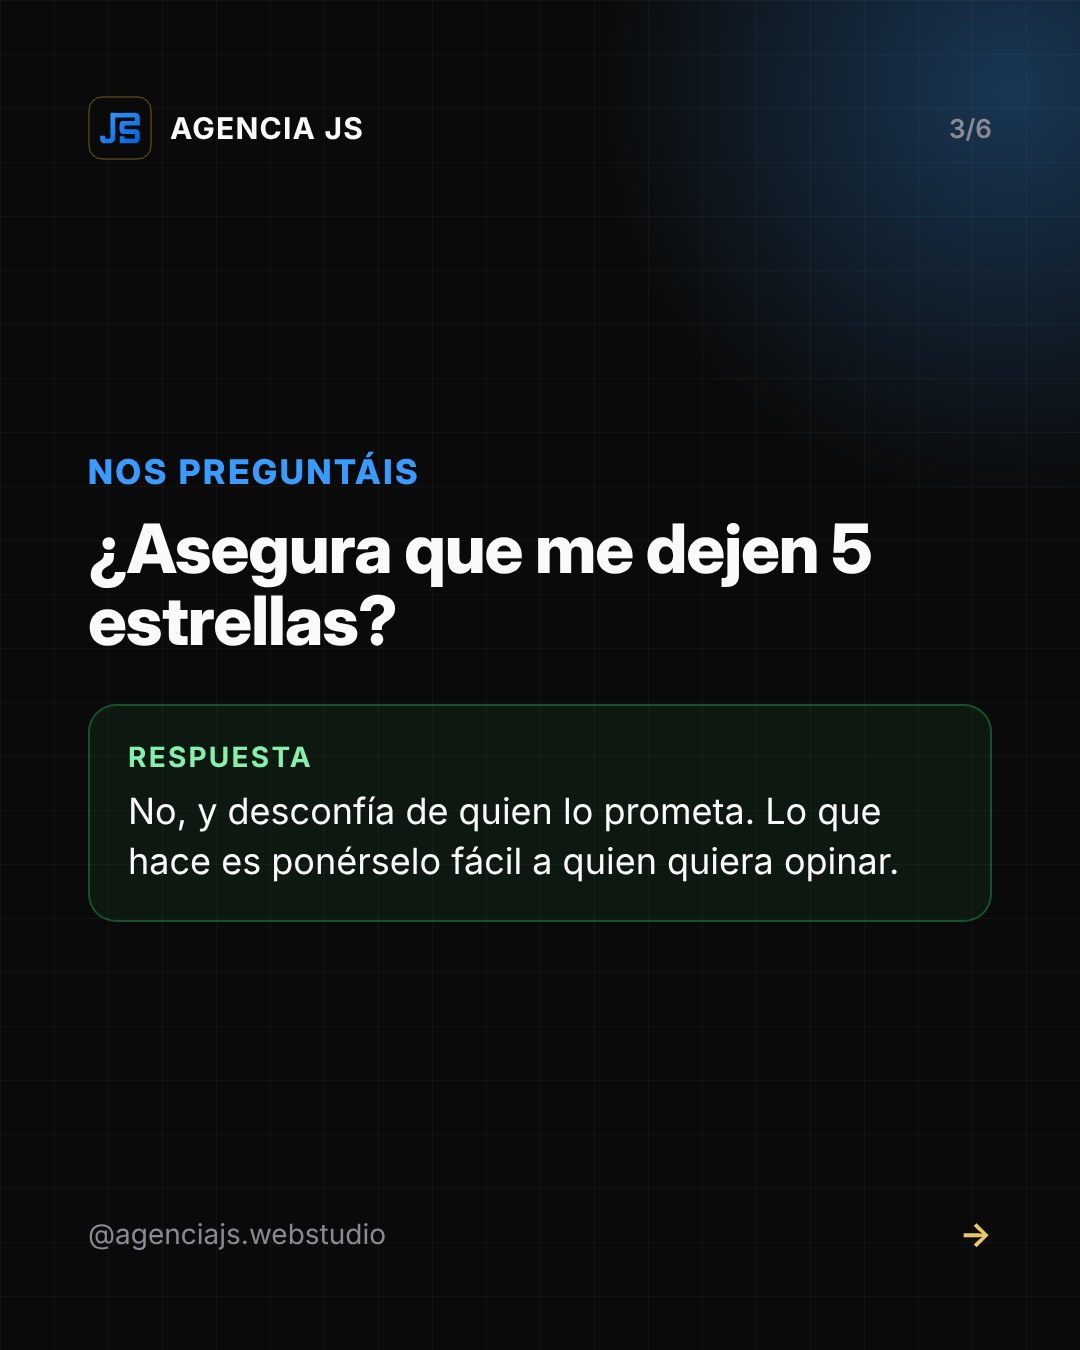 JS
AGENCIA JS
3/6
NOS PREGUNTÁIS
¿Asegura que me dejen 5
estrellas?
RESPUESTA
No, y desconfía de quien lo prometa. Lo que
hace es ponérselo fácil a quien quiera opinar.
@agenciajs.webstudio
→